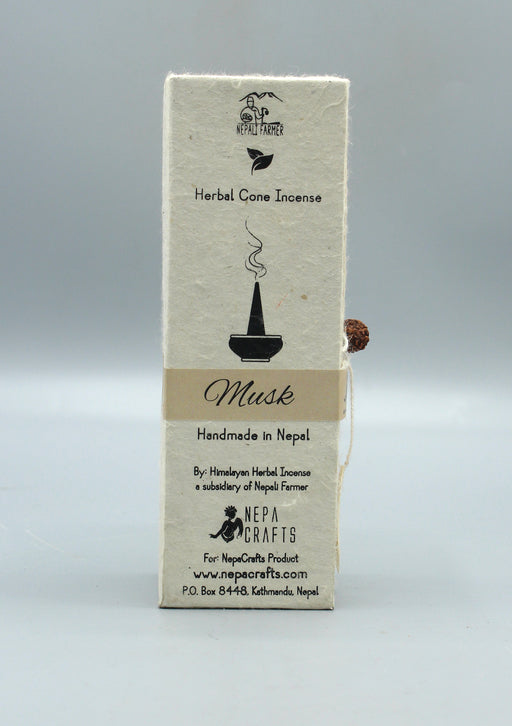 NEPALI FARMER
Herbal Cone Incense
Musk
Handmade in Nepal
By: Himalayan Herbal Incense
a subsidiary of Nepali Farmer
NEPA
CRAFTS
For: NepaCrafts Product
www.nepacrafts.com
P.O. Box 8448, Kathmandu, Nepal